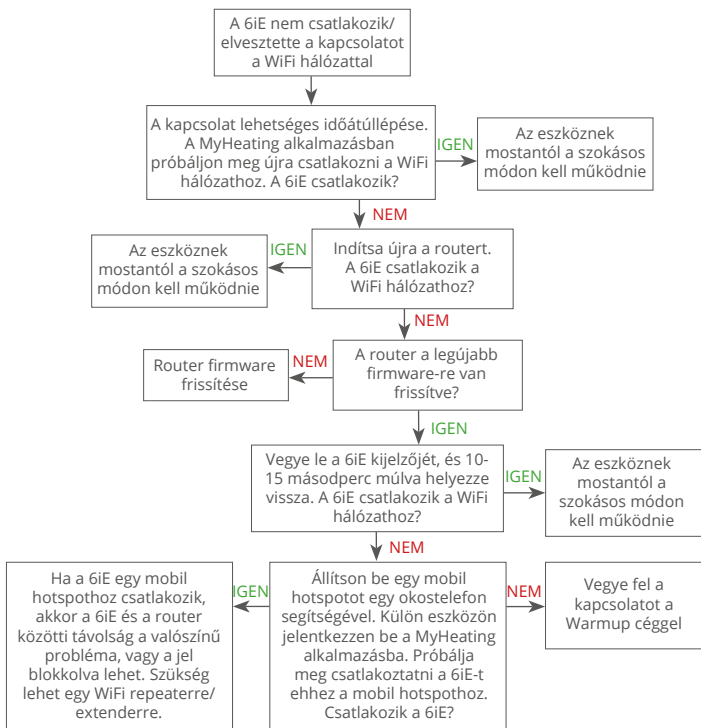 A 6iE nem csatlakozik/
elvesztette a kapcsolatot
a WiFi hálózattal
A kapcsolat lehetséges időtúllépése.
A MyHeating alkalmazásban
próbáljon meg újra csatlakozni a WiFi
hálózathoz. A 6iE csatlakozik?
IGEN
Az eszköznek
mostantól a szokásos
módon kell működnie
NEM
Indítsa újra a routert.
A 6iE csatlakozik a
WiFi hálózathoz?
IGEN
Az eszköznek
mostantól a szokásos
módon kell működnie
NEM
A router a legújabb
firmware-re van
frissítve?
NEM
Router firmware
frissítése
IGEN
Vegye le a 6iE kijelzőjét, és 10-
15 másodperc múlva helyezze
vissza. A 6iE csatlakozik a WiFi
hálózathoz?
IGEN
Az eszköznek
mostantól a
szokásos módon
kell működnie
NEM
Állítson be egy mobil
hotspotot egy okostelefon
segítségével. Külön eszközön
jelentkezzen be a MyHeating
alkalmazásba. Próbálja
meg csatlakoztatni a 6iE-t
ehhez a mobil hotspothoz.
Csatlakozik a 6iE?
IGEN
Ha a 6iE egy mobil
hotspothoz csatlakozik,
akkor a 6iE és a router
közötti távolság a valószínű
probléma, vagy a jel
blokkolva lehet. Szükség
lehet egy WiFi repeaterre/
extenderre.
NEM
Vegye fel a
kapcsolatot a
Warmup céggel